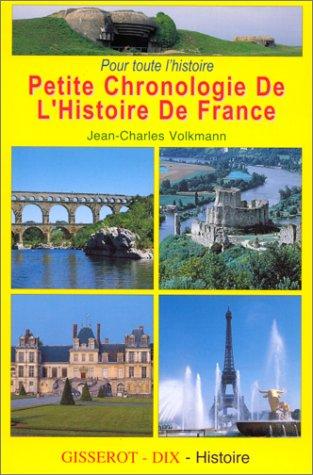 Pour toute l'histoire
Petite Chronologie De
L'Histoire De France
Jean-Charles Volkmann
GISSEROT - DIX - Histoire